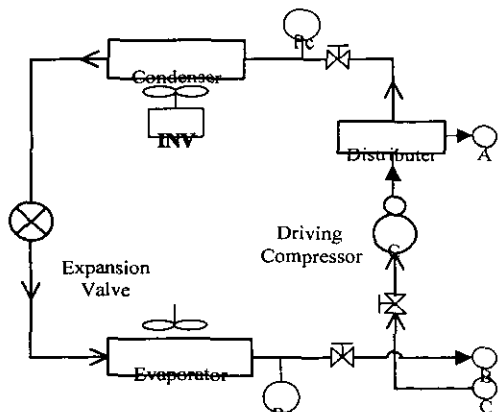 Pc
Condenser
INV
Distributer
A
Driving
Compressor
C
Expansion
Valve
Evaporator
B
C